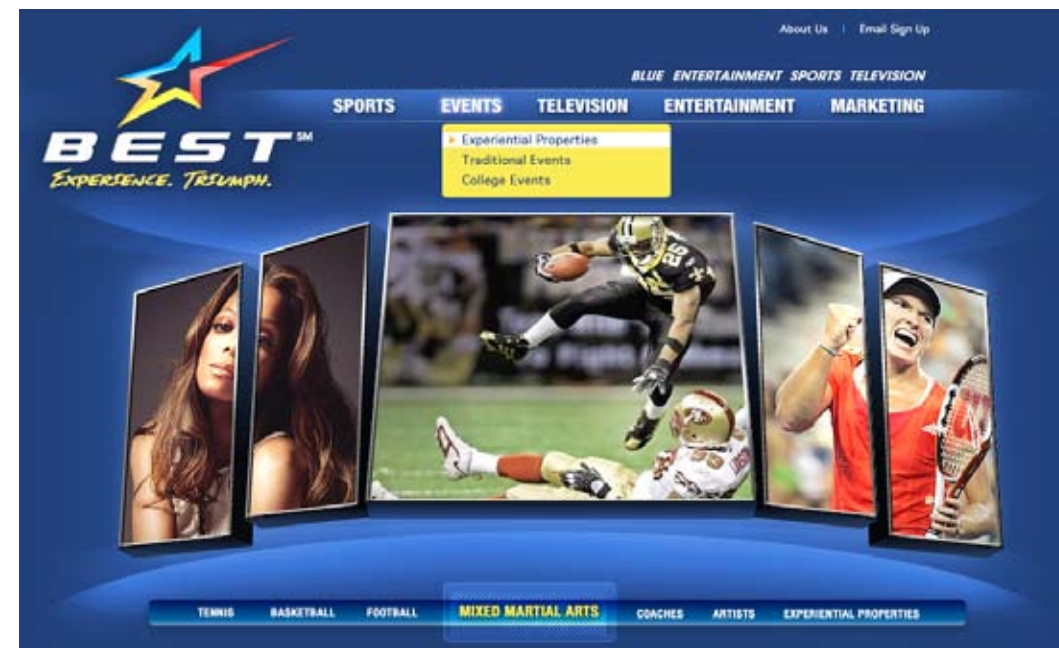 About Us | Email Sign Up
BLUE ENTERTAINMENT SPORTS TELEVISION
SPORTS EVENTS TELEVISION ENTERTAINMENT MARKETING
BEST SM
EXPERIENCE. TRIUMPH.
Experiential Properties
Traditional Events
College Events
25
TENNIS BASKETBALL FOOTBALL MIXED MARTIAL ARTS COACHES ARTISTS EXPERIENTIAL PROPERTIES